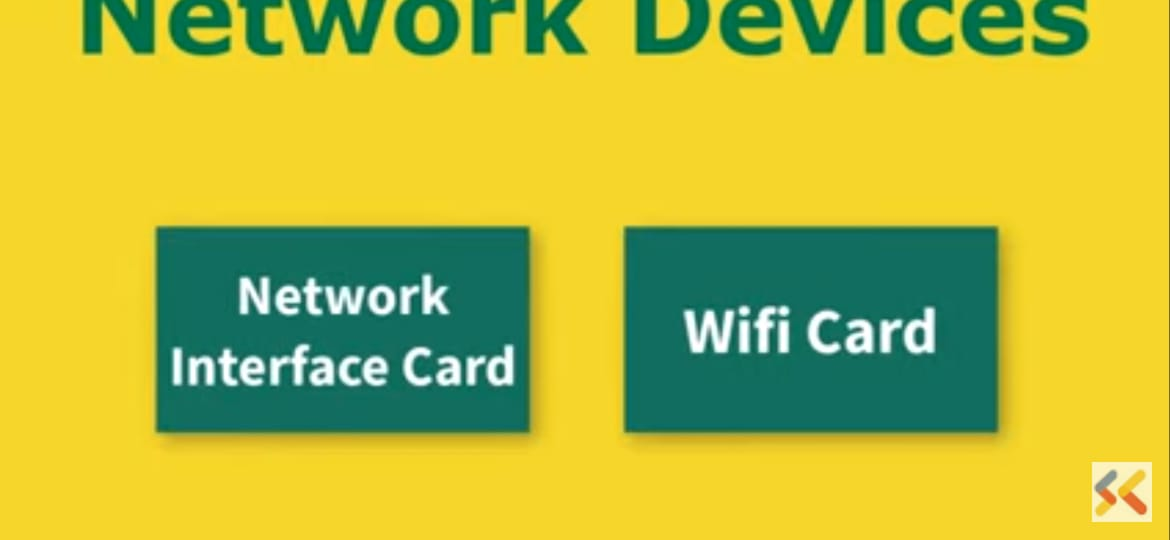 Network Devices
Network
Interface Card
Wifi Card